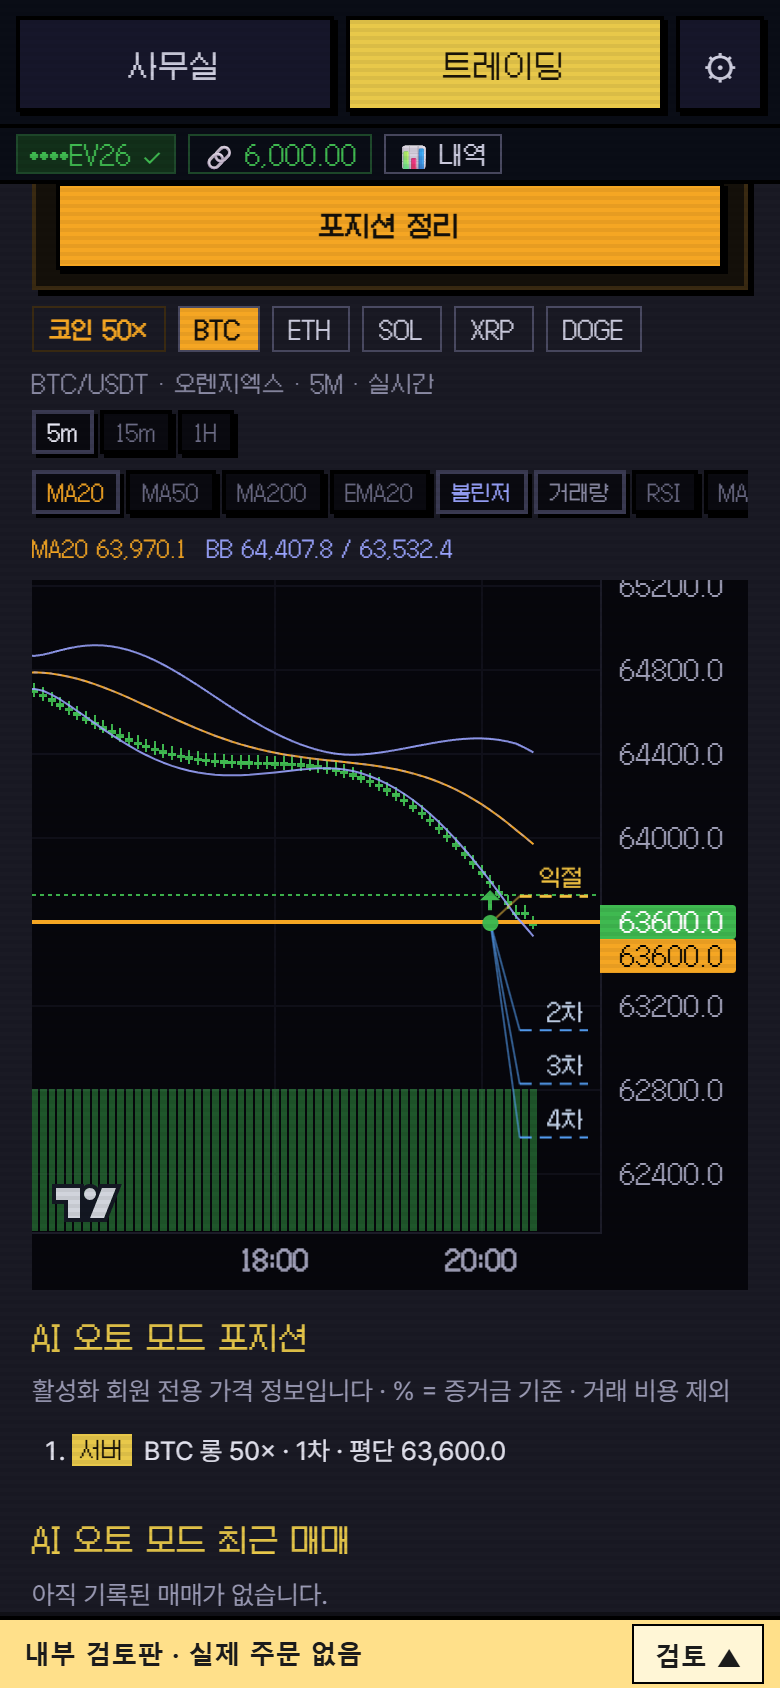 사무실 트레이딩
••••EV26 ✓ 6,000.00 내역
포지션 정리
코인 50× BTC ETH SOL XRP DOGE
BTC/USDT · 오렌지엑스 · 5M · 실시간
5m 15m 1H
MA20 MA50 MA200 EMA20 볼린저 거래량 RSI MA
MA20 63,970.1 BB 64,407.8 / 63,532.4
65200.0
64800.0
64400.0
64000.0
익절
63600.0
63600.0
2차
63200.0
3차
62800.0
4차
62400.0
18:00 20:00
AI 오토 모드 포지션
활성화 회원 전용 가격 정보입니다 · % = 증거금 기준 · 거래 비용 제외
1. 서버 BTC 롱 50× · 1차 · 평단 63,600.0
AI 오토 모드 최근 매매
아직 기록된 매매가 없습니다.
내부 검토판 · 실제 주문 없음 검토 ▲